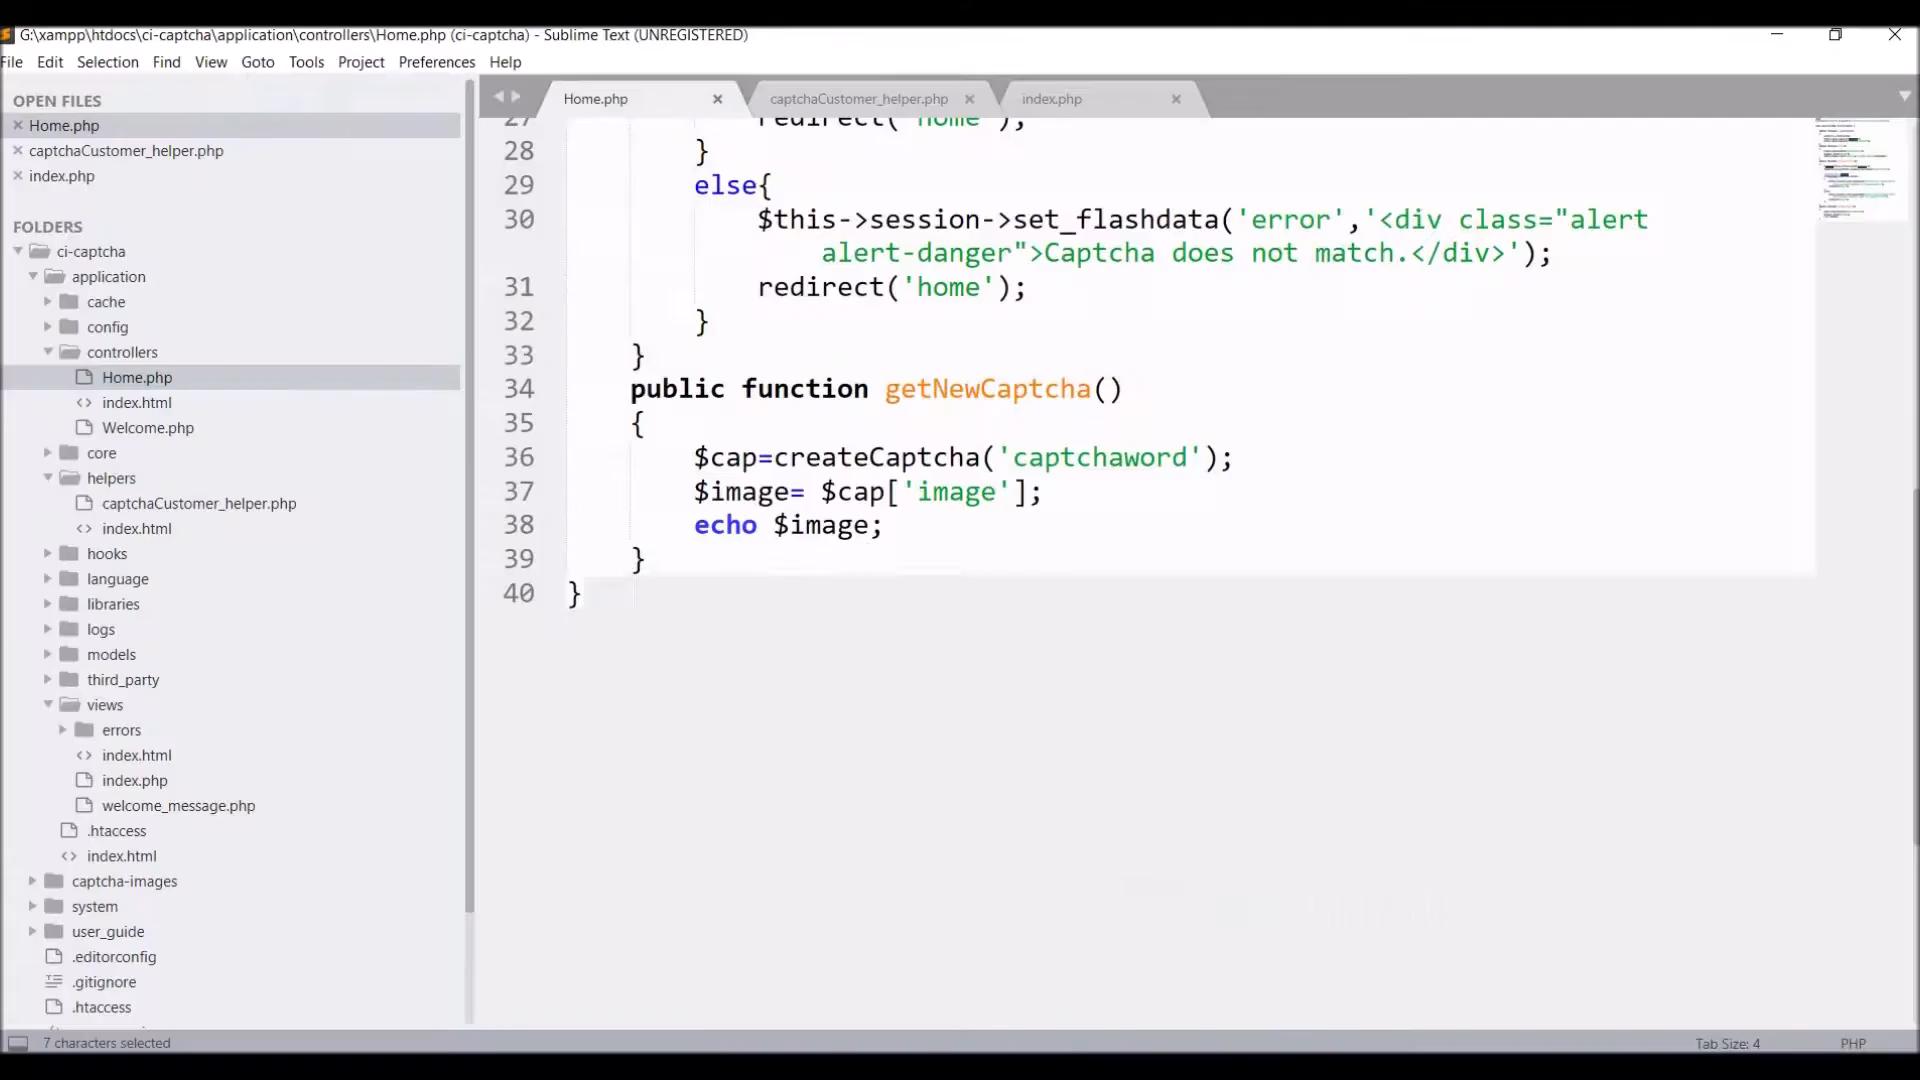 G:\xampp\htdocs\ci-captcha\application\controllers\Home.php (ci-captcha) - Sublime Text (UNREGISTERED)
File Edit Selection Find View Goto Tools Project Preferences Help
OPEN FILES
Home.php
captchaCustomer_helper.php
index.php
FOLDERS
ci-captcha
application
cache
config
controllers
Home.php
index.html
Welcome.php
core
helpers
captchaCustomer_helper.php
index.html
hooks
language
libraries
logs
models
third_party
views
errors
index.html
index.php
welcome_message.php
.htaccess
index.html
captcha-images
system
user_guide
.editorconfig
.gitignore
.htaccess
Home.php captchaCustomer_helper.php index.php
27 redirect('home');
28 }
29 else{
30 $this->session->set_flashdata('error','<div class="alert
alert-danger">Captcha does not match.</div>');
31 redirect('home');
32 }
33 }
34 public function getNewCaptcha()
35 {
36 $cap=createCaptcha('captchaword');
37 $image= $cap['image'];
38 echo $image;
39 }
40 }
7 characters selected Tab Size: 4 PHP